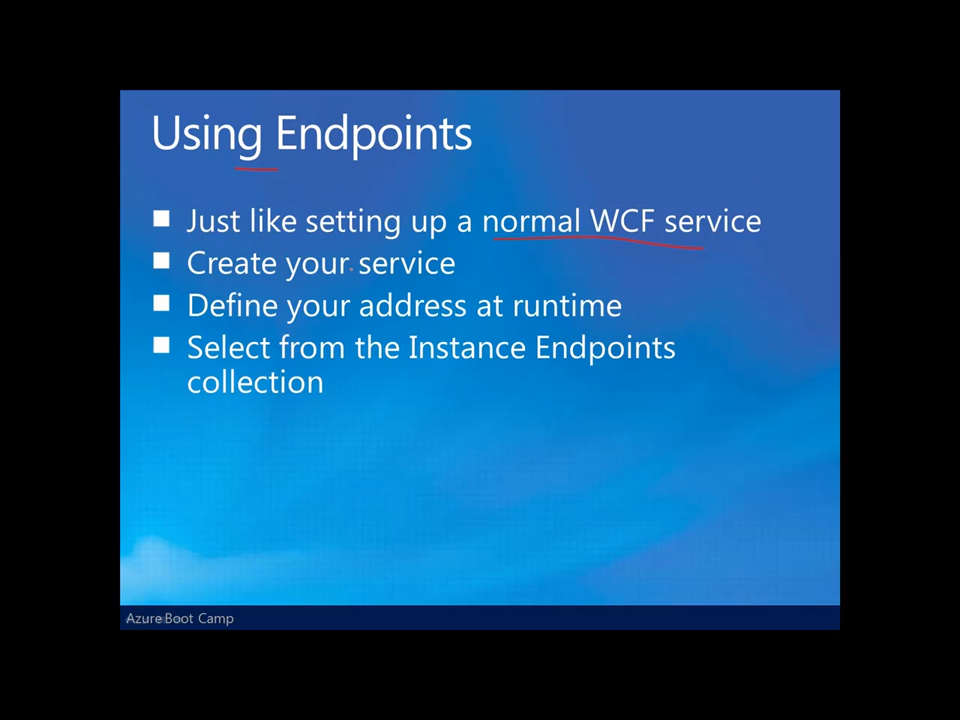 Using Endpoints
Just like setting up a normal WCF service
Create your service
Define your address at runtime
Select from the Instance Endpoints
collection
Azure Boot Camp